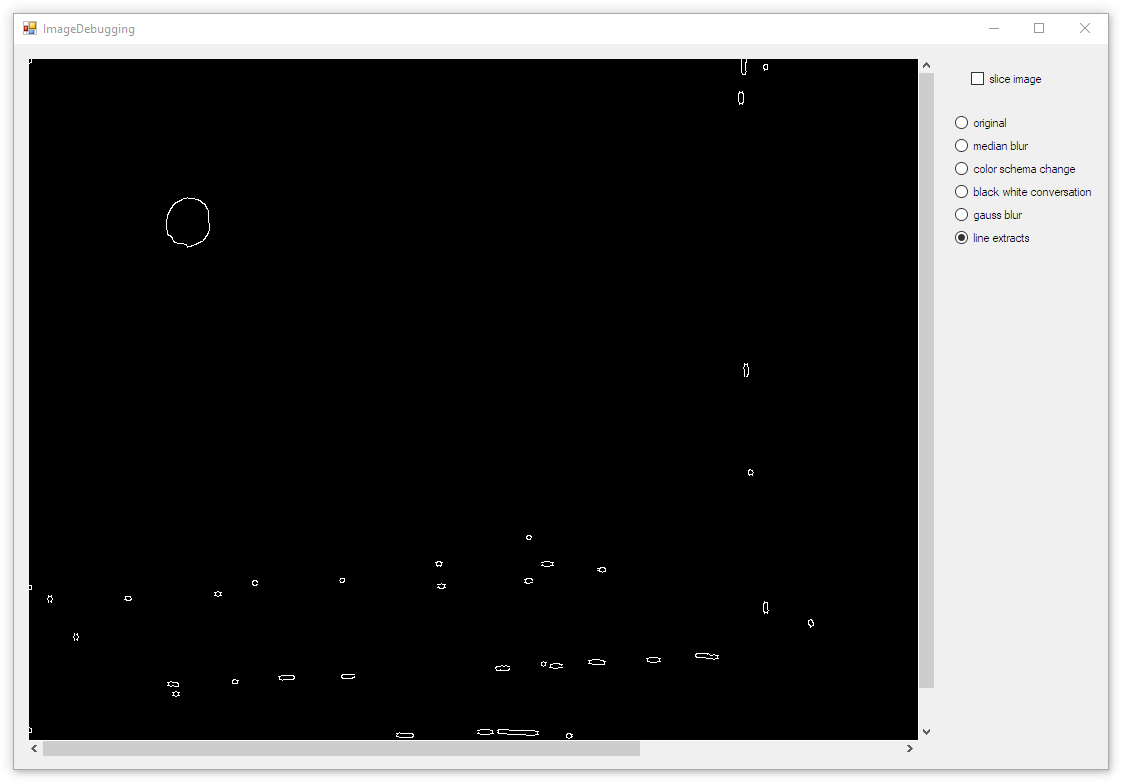 ImageDebugging
slice image
original
median blur
color schema change
black white conversation
gauss blur
line extracts